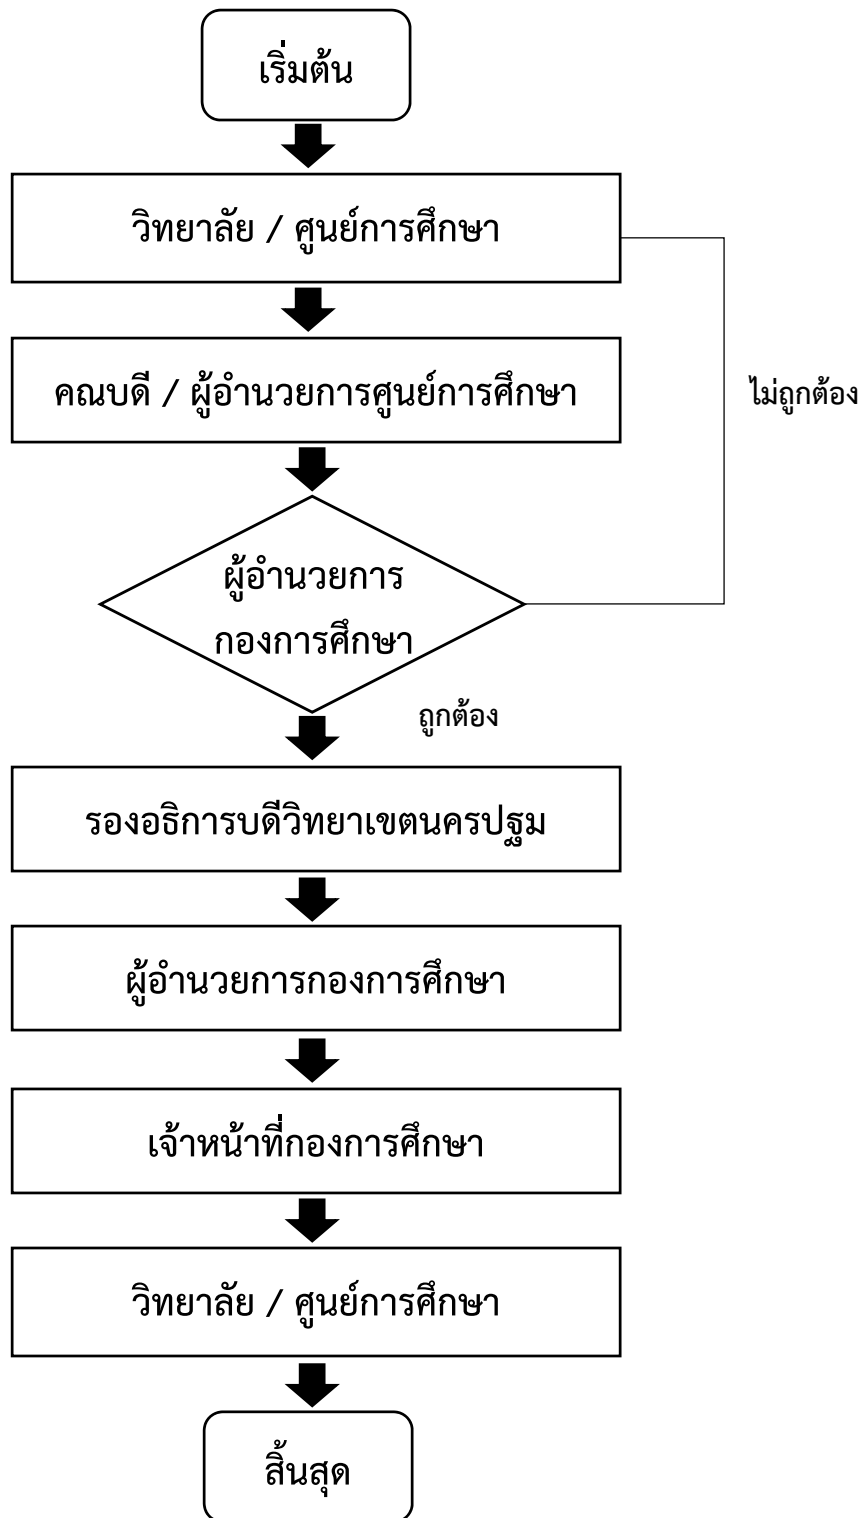 เริ่มต้น
วิทยาลัย / ศูนย์การศึกษา
คณบดี / ผู้อำนวยการศูนย์การศึกษา
ไม่ถูกต้อง
ผู้อำนวยการ
กองการศึกษา
ถูกต้อง
รองอธิการบดีวิทยาเขตนครปฐม
ผู้อำนวยการกองการศึกษา
เจ้าหน้าที่กองการศึกษา
วิทยาลัย / ศูนย์การศึกษา
สิ้นสุด